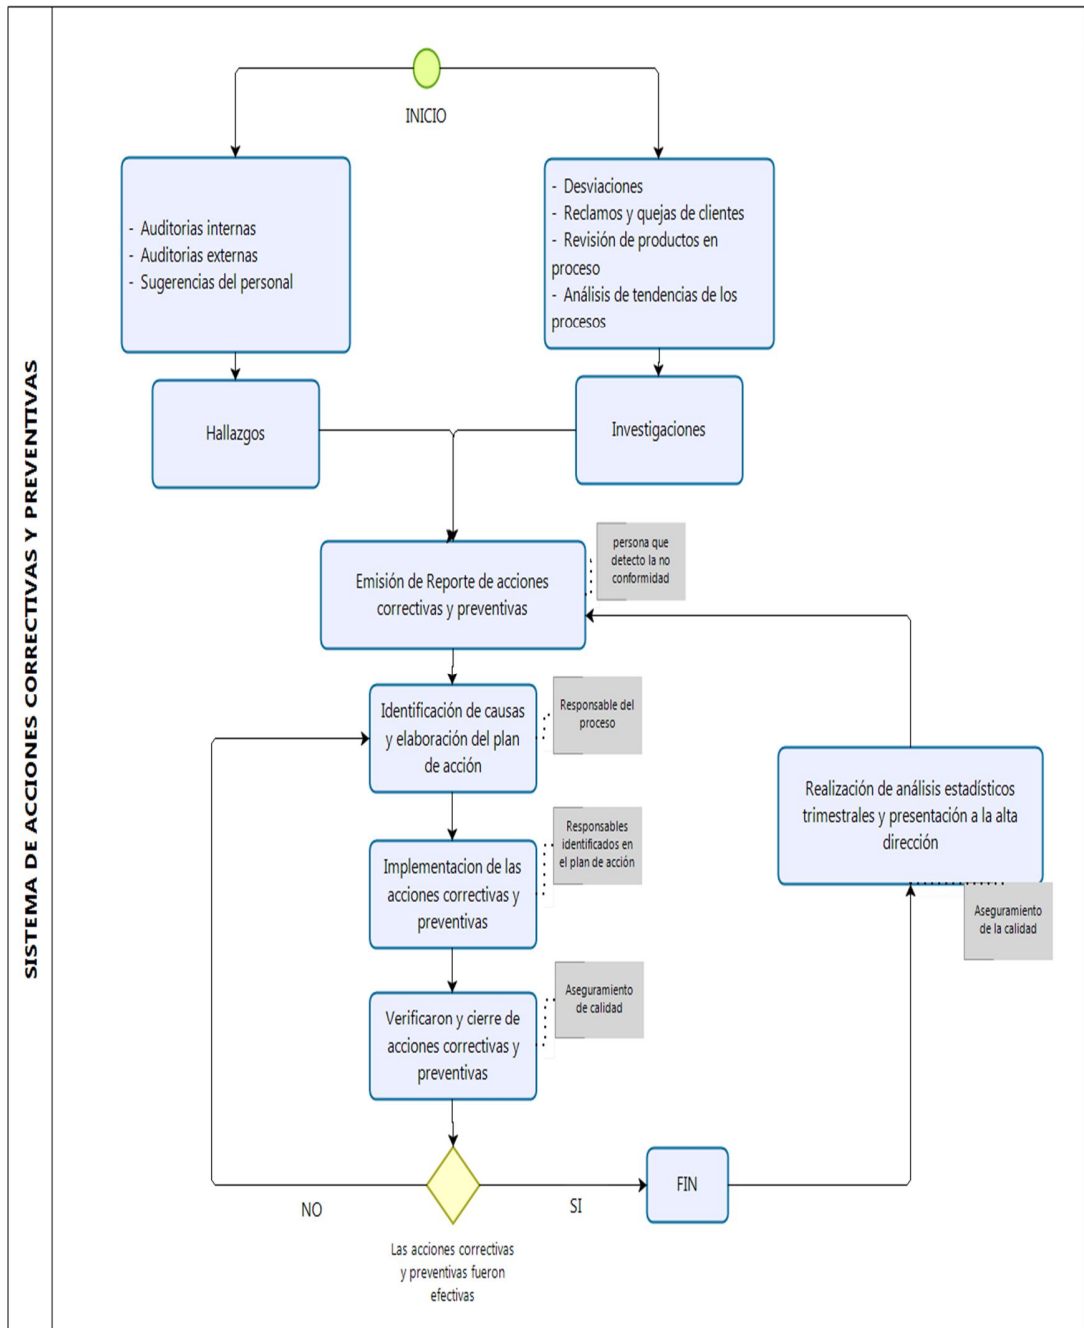 SISTEMA DE ACCIONES CORRECTIVAS Y PREVENTIVAS
INICIO
- Auditorias internas
- Auditorias externas
- Sugerencias del personal
- Desviaciones
- Reclamos y quejas de clientes
- Revisión de productos en
proceso
- Análisis de tendencias de los
procesos
Hallazgos
Investigaciones
Emisión de Reporte de acciones
correctivas y preventivas
persona que
detecto la no
conformidad
Identificación de causas
y elaboración del plan
de acción
Responsable del
proceso
Realización de análisis estadísticos
trimestrales y presentación a la alta
dirección
Aseguramiento
de la calidad
Implementacion de las
acciones correctivas y
preventivas
Responsables
identificados en
el plan de acción
Verificaron y cierre de
acciones correctivas y
preventivas
Aseguramiento
de calidad
NO
SI
FIN
Las acciones correctivas
y preventivas fueron
efectivas